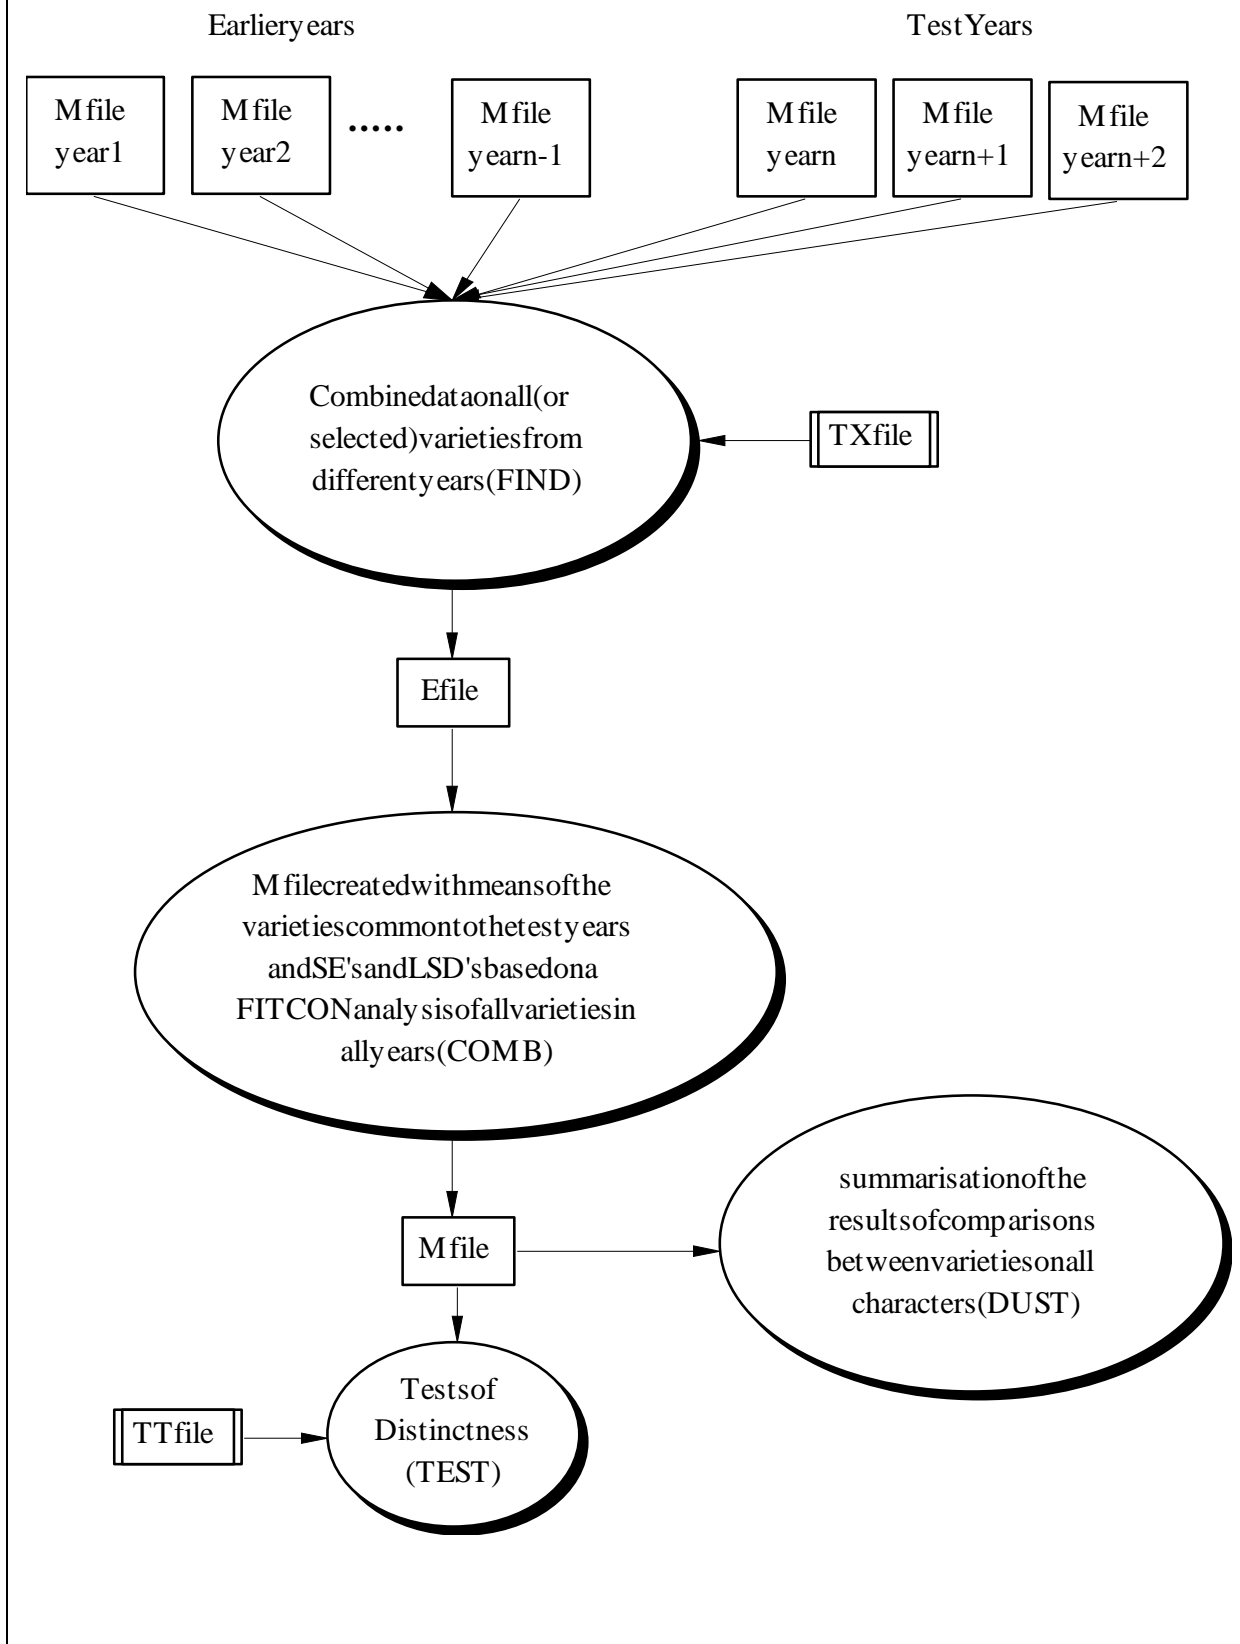 Earlieryears
TestYears
Mfile
year1
Mfile
year2
.....
Mfile
yearn-1
Mfile
yearn
Mfile
yearn+1
Mfile
yearn+2
Combinedataonall(or
selected)varietiesfrom
differentyears(FIND)
TXfile
Efile
Mfilecreatedwithmeansofthe
varietiescommontothetestyears
andSE'sandLSD'sbasedona
FITCONanalysisofallvarietiesin
allyears(COMB)
Mfile
summarisationofthe
resultsofcomparisons
betweenvarietiesonall
characters(DUST)
TTfile
Testsof
Distinctness
(TEST)